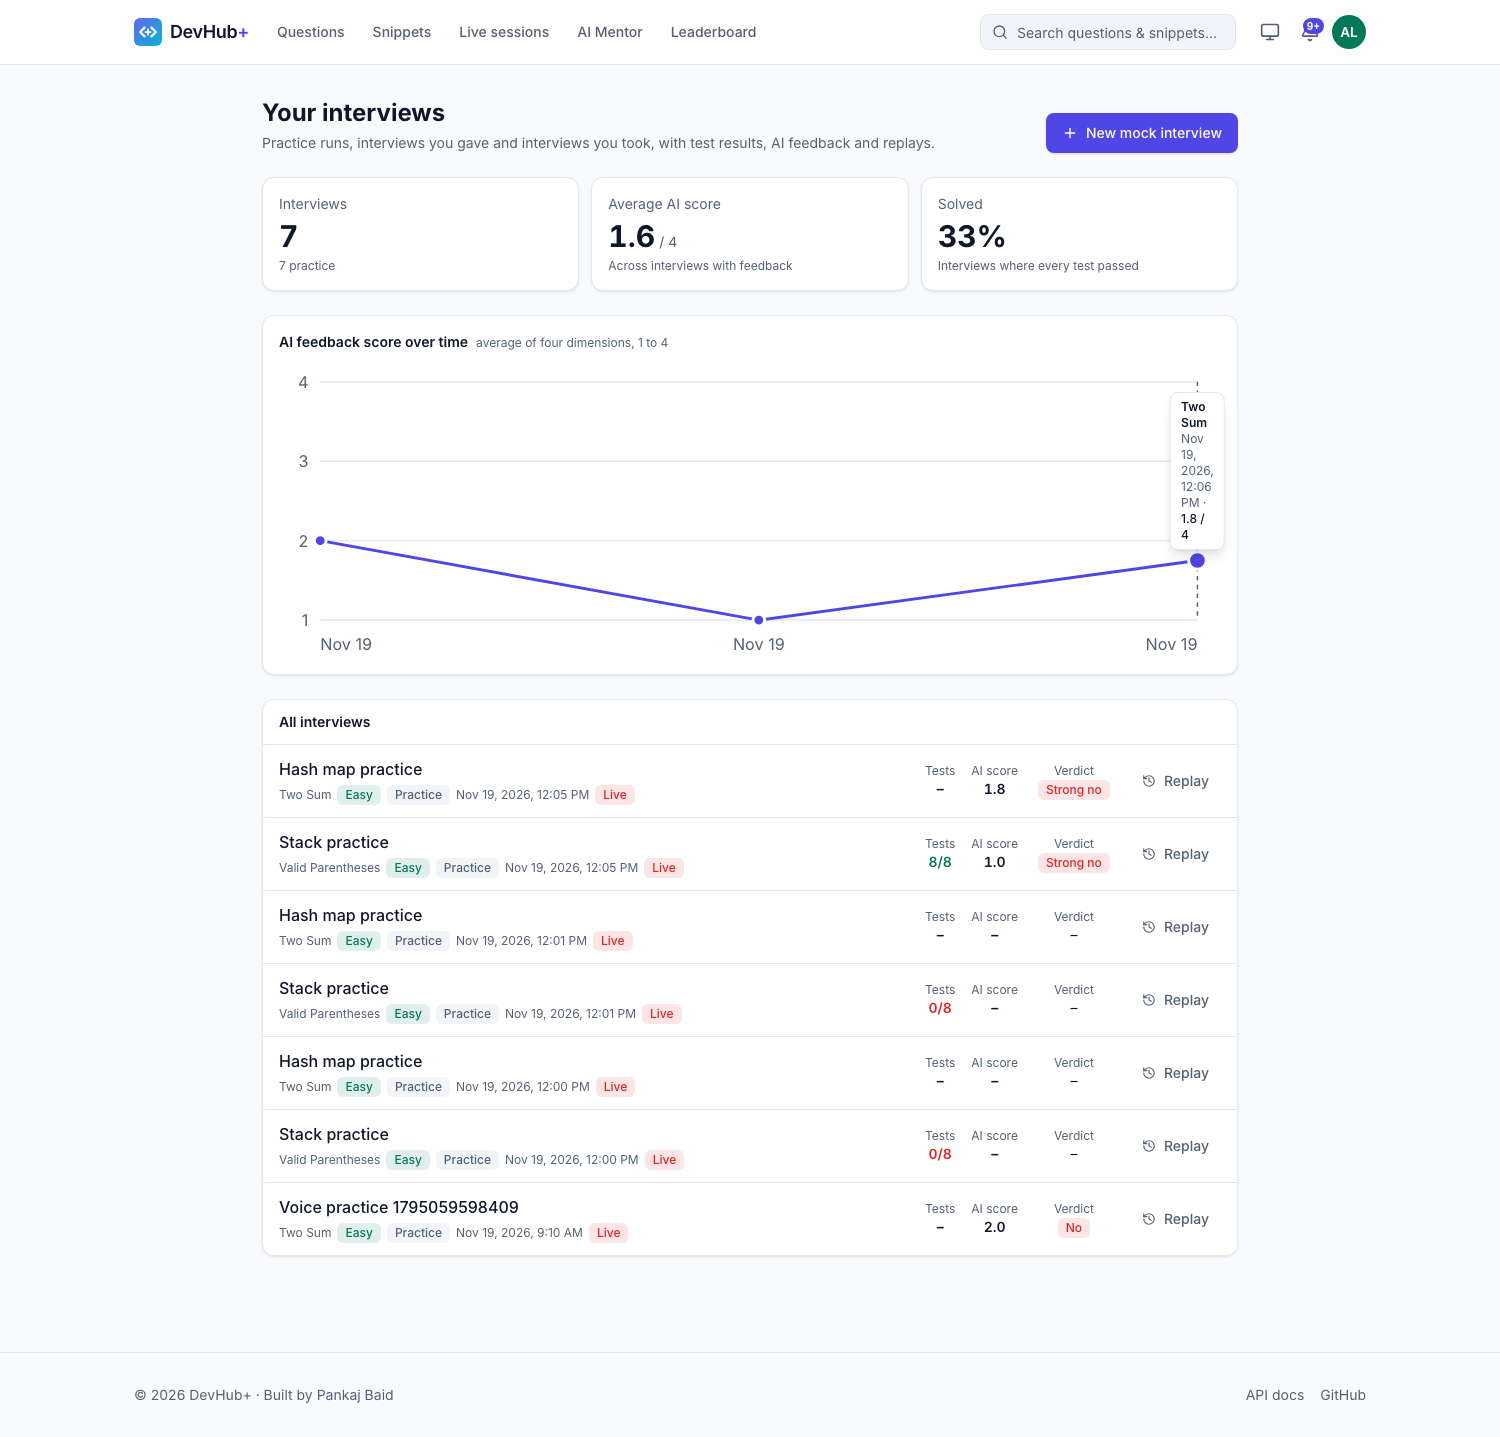 DevHub+
Questions
Snippets
Live sessions
AI Mentor
Leaderboard
Search questions & snippets...
9+
AL
Your interviews
Practice runs, interviews you gave and interviews you took, with test results, AI feedback and replays.
New mock interview
Interviews
7
7 practice
Average AI score
1.6 / 4
Across interviews with feedback
Solved
33%
Interviews where every test passed
AI feedback score over time average of four dimensions, 1 to 4
4
3
2
1
Two
Sum
Nov
19,
2026,
12:06
PM ·
1.8 /
4
Nov 19
Nov 19
Nov 19
All interviews
Hash map practice
Two Sum Easy Practice Nov 19, 2026, 12:05 PM Live
Tests AI score Verdict
– 1.8 Strong no
Replay
Stack practice
Valid Parentheses Easy Practice Nov 19, 2026, 12:05 PM Live
Tests AI score Verdict
8/8 1.0 Strong no
Replay
Hash map practice
Two Sum Easy Practice Nov 19, 2026, 12:01 PM Live
Tests AI score Verdict
– – –
Replay
Stack practice
Valid Parentheses Easy Practice Nov 19, 2026, 12:01 PM Live
Tests AI score Verdict
0/8 – –
Replay
Hash map practice
Two Sum Easy Practice Nov 19, 2026, 12:00 PM Live
Tests AI score Verdict
– – –
Replay
Stack practice
Valid Parentheses Easy Practice Nov 19, 2026, 12:00 PM Live
Tests AI score Verdict
0/8 – –
Replay
Voice practice 1795059598409
Two Sum Easy Practice Nov 19, 2026, 9:10 AM Live
Tests AI score Verdict
– 2.0 No
Replay
© 2026 DevHub+ · Built by Pankaj Baid
API docs
GitHub